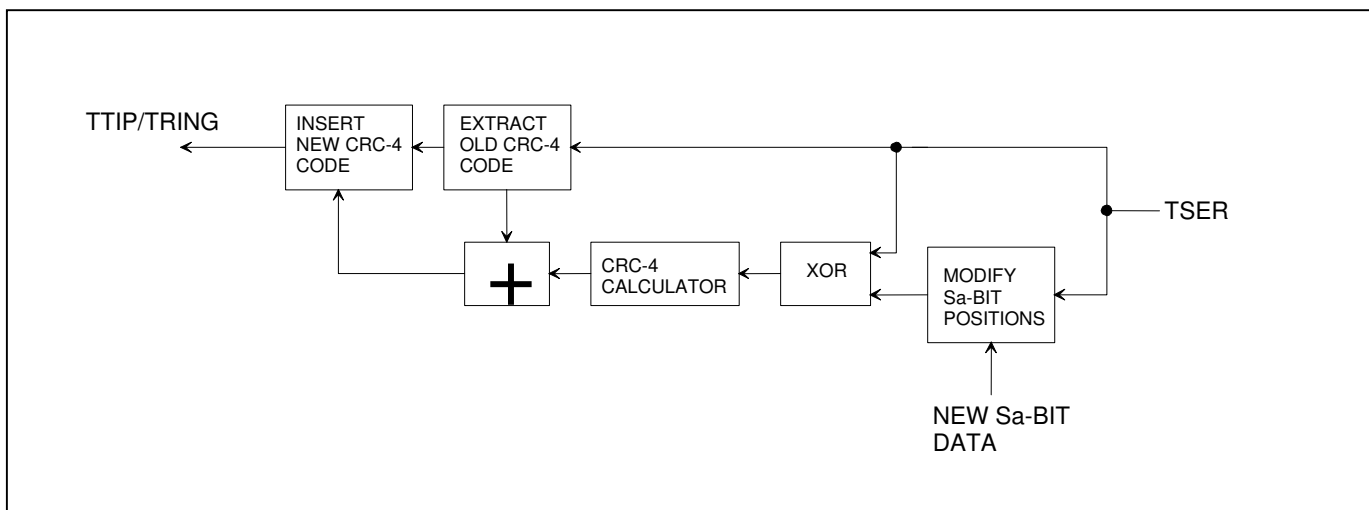 TTIP/TRING
INSERT
NEW CRC-4
CODE
EXTRACT
OLD CRC-4
CODE
TSER
+
CRC-4
CALCULATOR
XOR
MODIFY
Sa-BIT
POSITIONS
NEW Sa-BIT
DATA